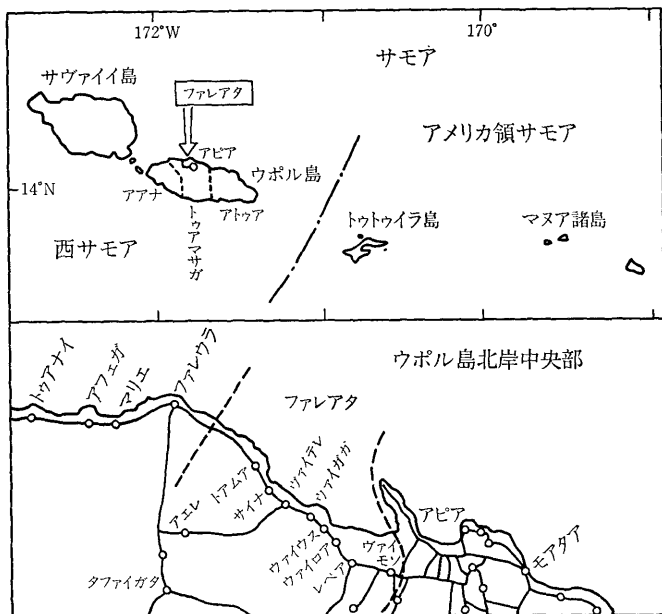 172°W
170°
サモア
サヴァイイ島
ファレアタ
アメリカ領サモア
アピア
ウポル島
14°N
アアナ
アトゥア
トゥアマサガ
トゥトゥイラ島
マヌア諸島
西サモア
ウポル島北岸中央部
トゥアナイ
アフェガ
マリエ
ファレウラ
ファレアタ
トアムア
サイナ
ヴァイテレ
ヴァイガガ
アピア
アエレ
ヴァイウス
ヴァイロア
レペア
ヴァイモン
モアタア
タファイガタ